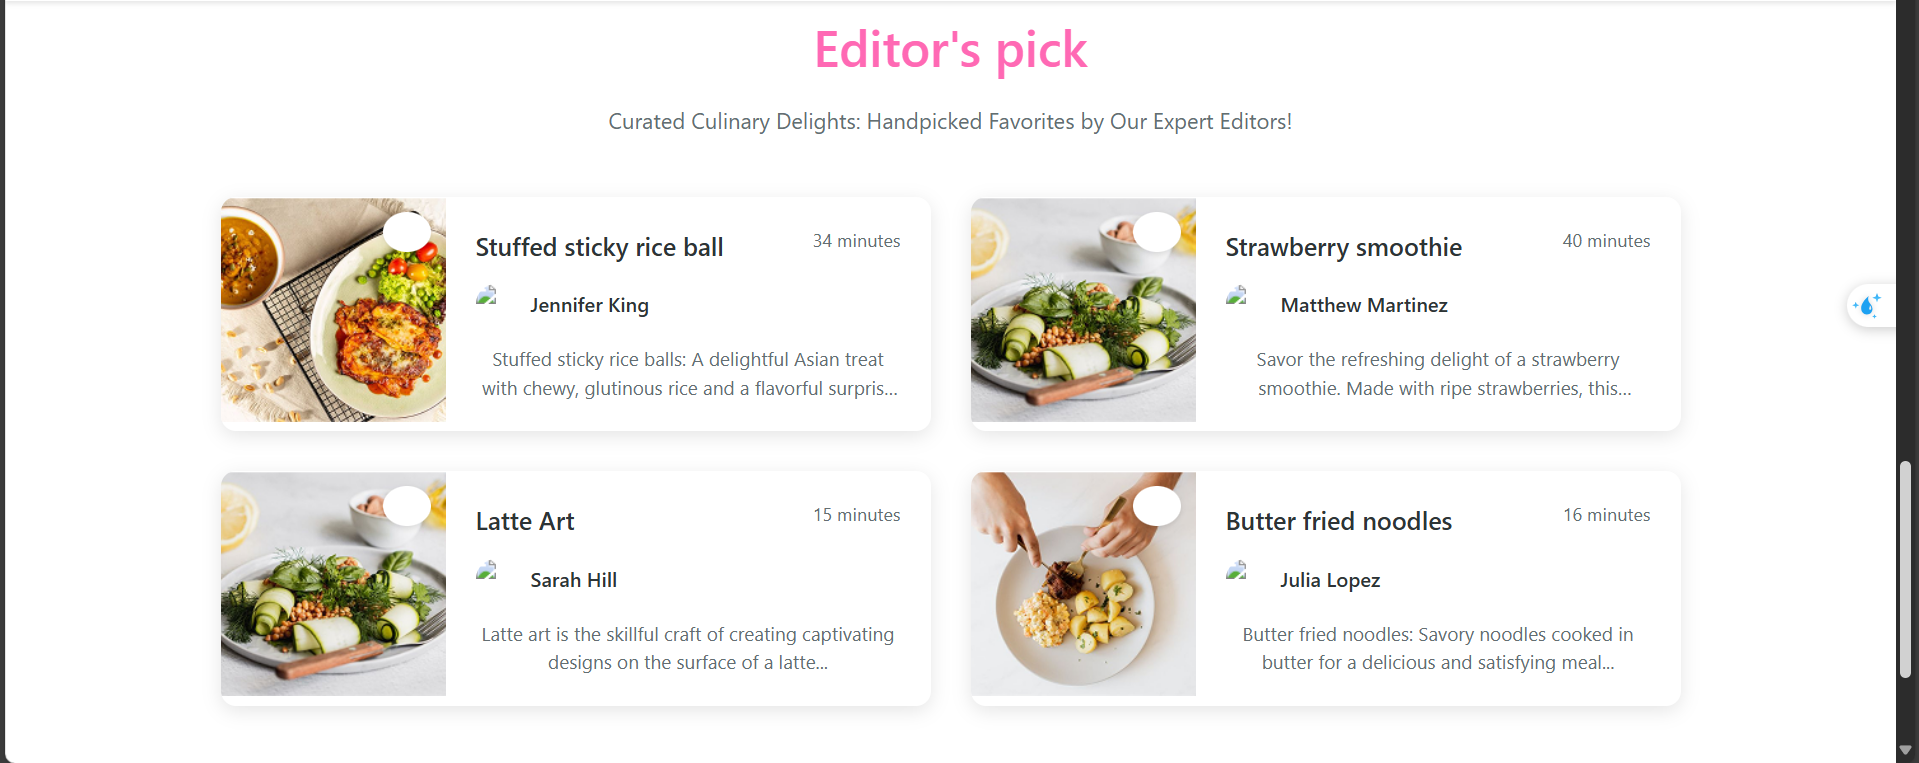 Editor's pick
Curated Culinary Delights: Handpicked Favorites by Our Expert Editors!
Stuffed sticky rice ball
34 minutes
Jennifer King
Stuffed sticky rice balls: A delightful Asian treat
with chewy, glutinous rice and a flavorful surpris...
Strawberry smoothie
40 minutes
Matthew Martinez
Savor the refreshing delight of a strawberry
smoothie. Made with ripe strawberries, this...
Latte Art
15 minutes
Sarah Hill
Latte art is the skillful craft of creating captivating
designs on the surface of a latte...
Butter fried noodles
16 minutes
Julia Lopez
Butter fried noodles: Savory noodles cooked in
butter for a delicious and satisfying meal...